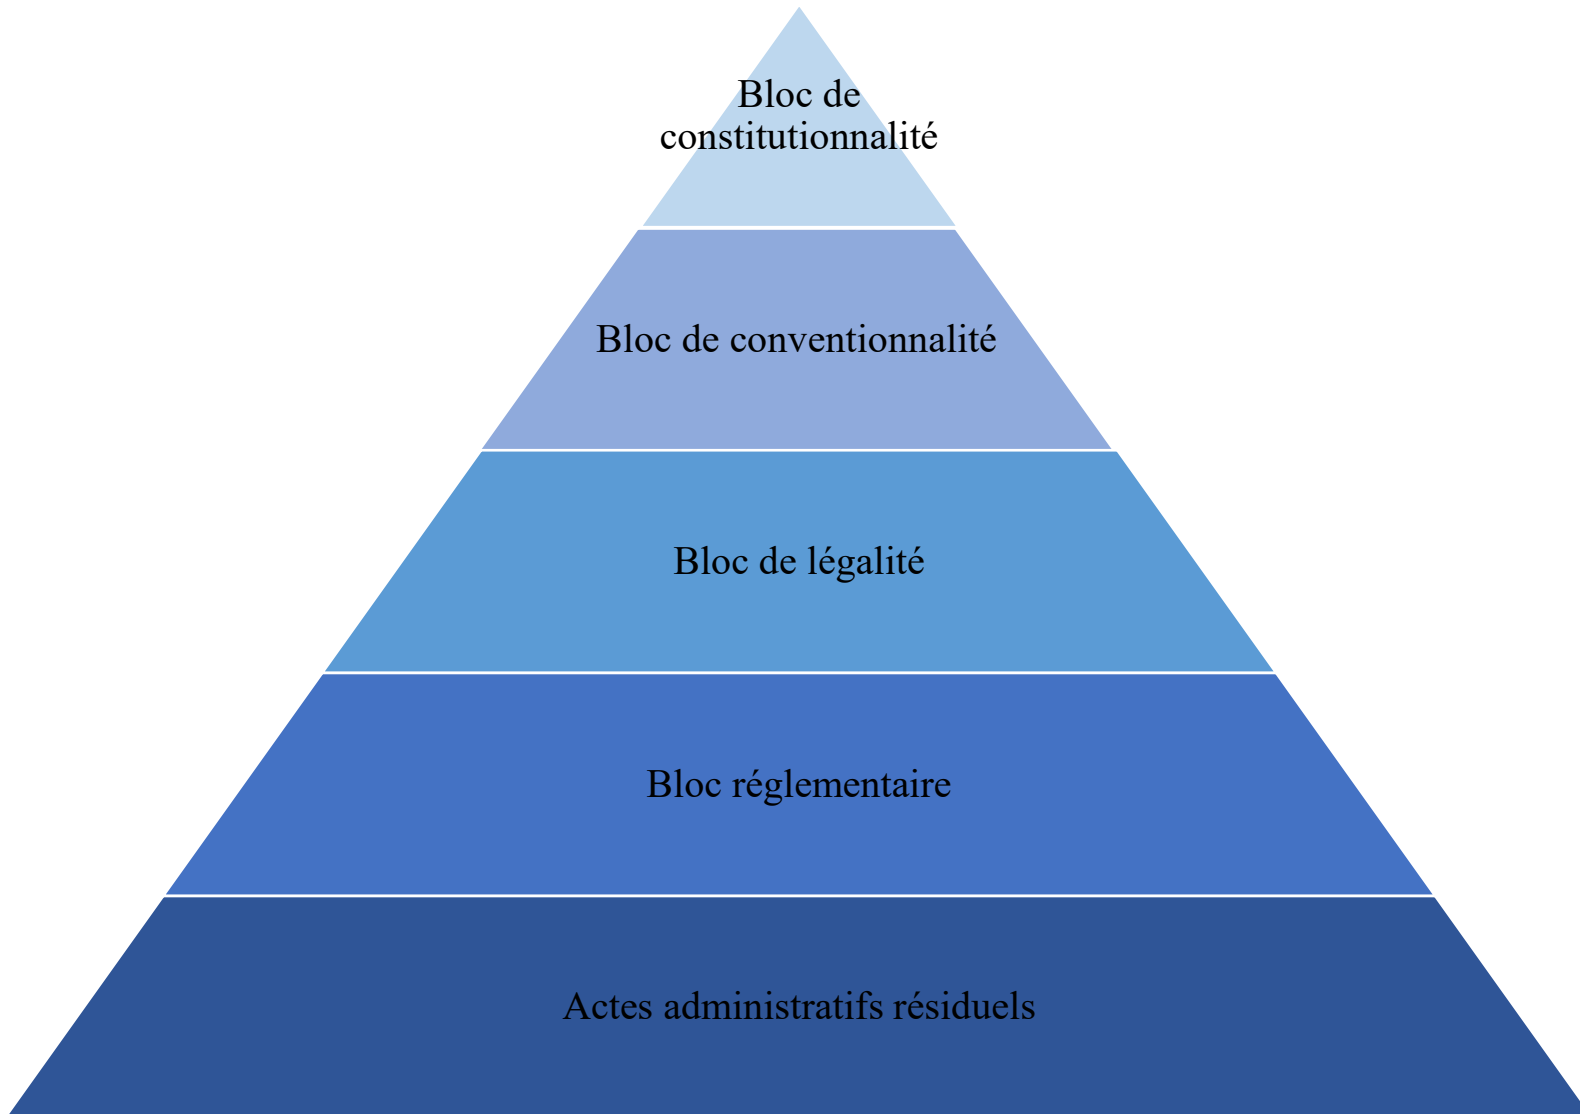 Bloc de
constitutionnalité
Bloc de conventionnalité
Bloc de légalité
Bloc réglementaire
Actes administratifs résiduels